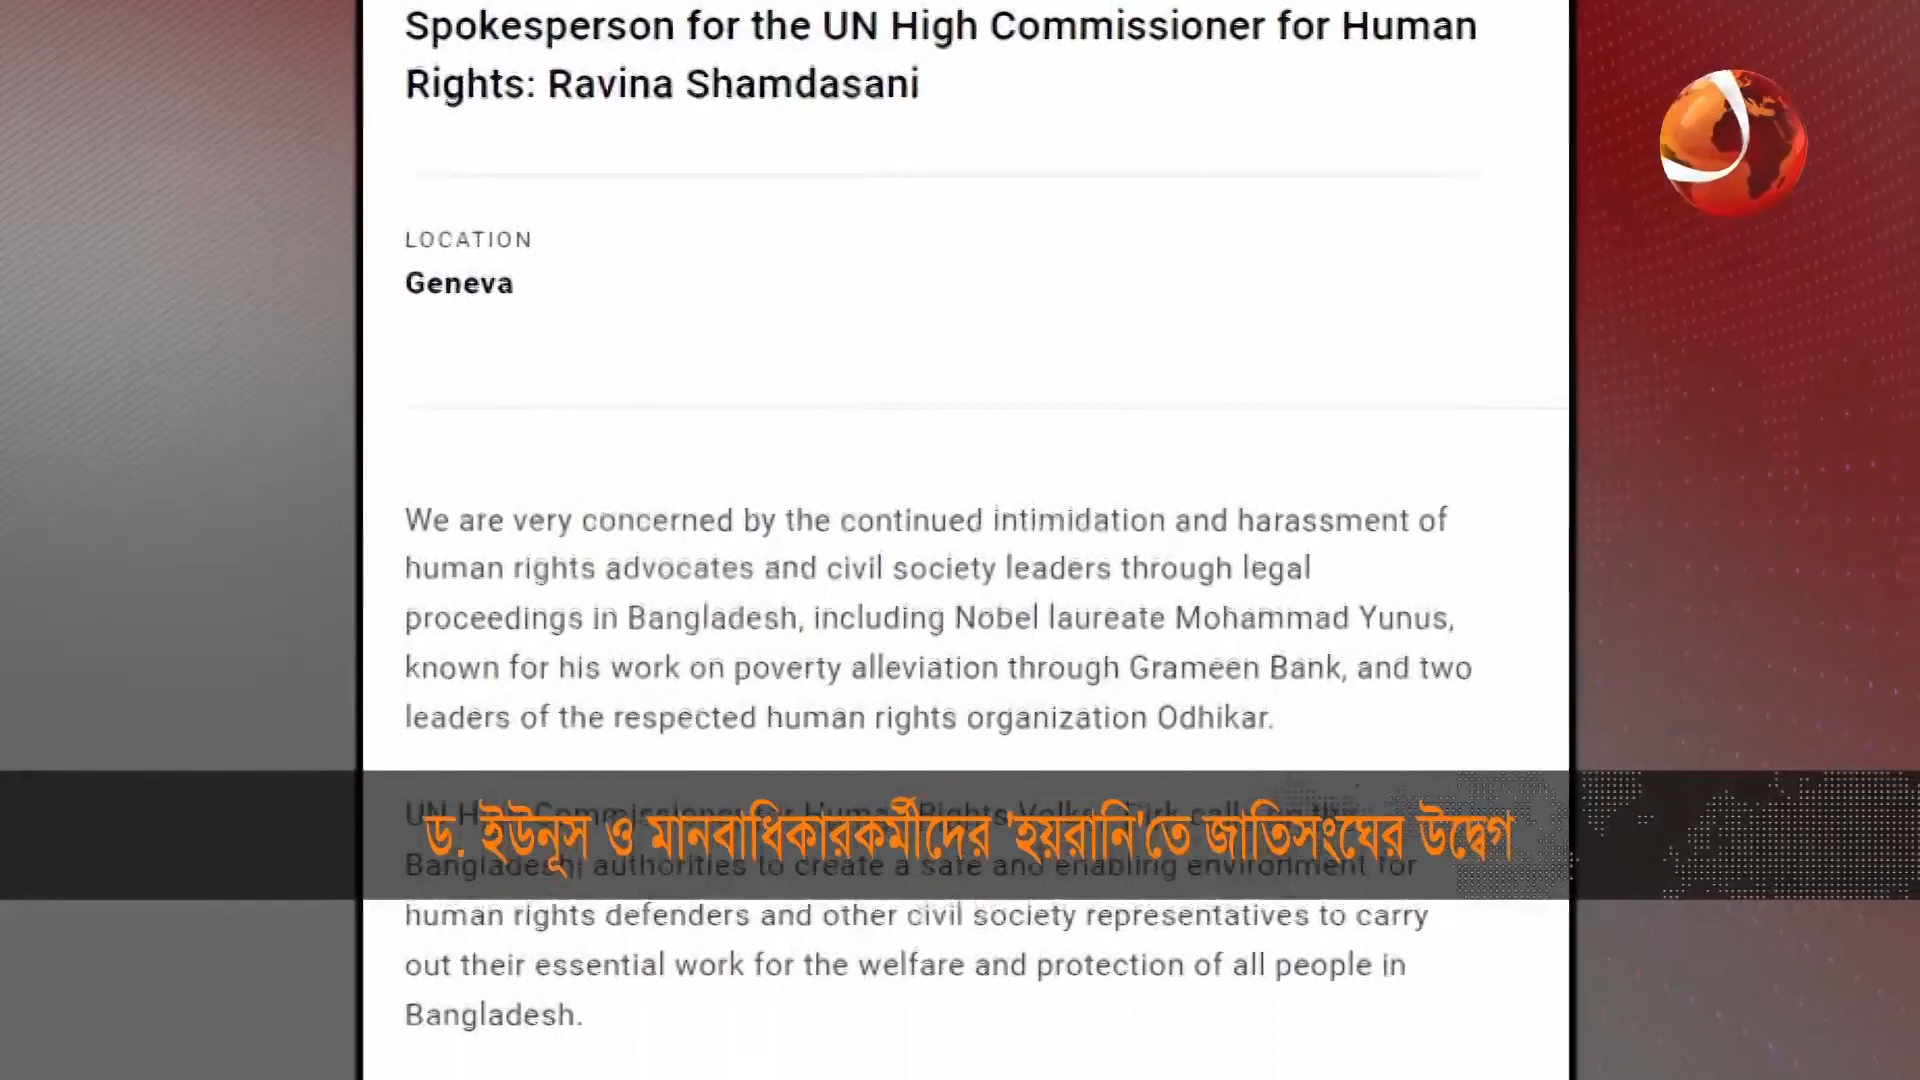 Spokesperson for the UN High Commissioner for Human
Rights: Ravina Shamdasani
LOCATION
Geneva
We are very concerned by the continued intimidation and harassment of
human rights advocates and civil society leaders through legal
proceedings in Bangladesh, including Nobel laureate Mohammad Yunus,
known for his work on poverty alleviation through Grameen Bank, and two
leaders of the respected human rights organization Odhikar.
ড. ইউনূস ও মানবাধিকারকর্মীদের 'হয়রানি'তে জাতিসংঘের উদ্বেগ
authorities to create a safe and enabling environment for
human rights defenders and other civil society representatives to carry
out their essential work for the welfare and protection of all people in
Bangladesh.